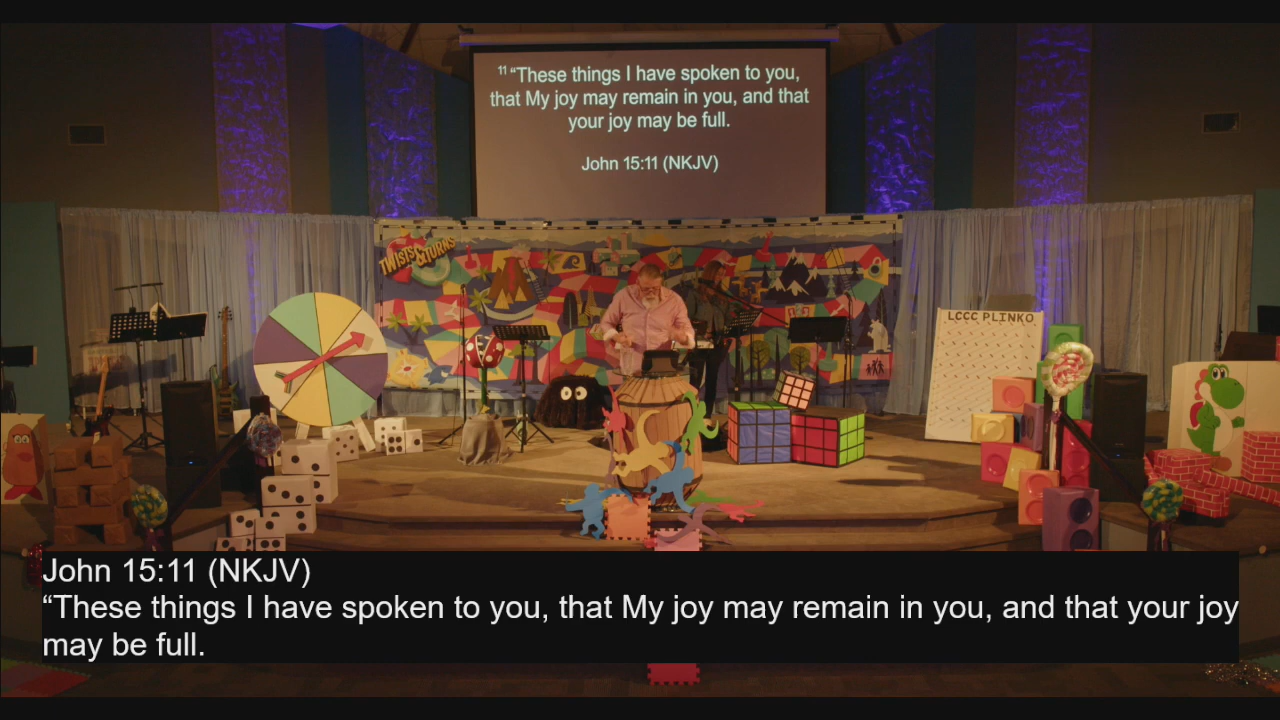 ¹¹ “These things I have spoken to you,
that My joy may remain in you, and that
your joy may be full.
John 15:11 (NKJV)
TWISTS & TURNS
LCCC PLINKO
John 15:11 (NKJV)
“These things I have spoken to you, that My joy may remain in you, and that your joy
may be full.